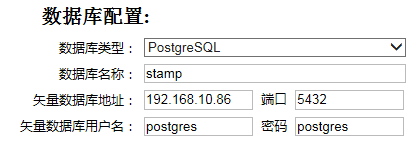 数据库配置:
数据库类型： PostgreSQL
数据库名称： stamp
矢量数据库地址： 192.168.10.86 端口 5432
矢量数据库用户名： postgres 密码 postgres